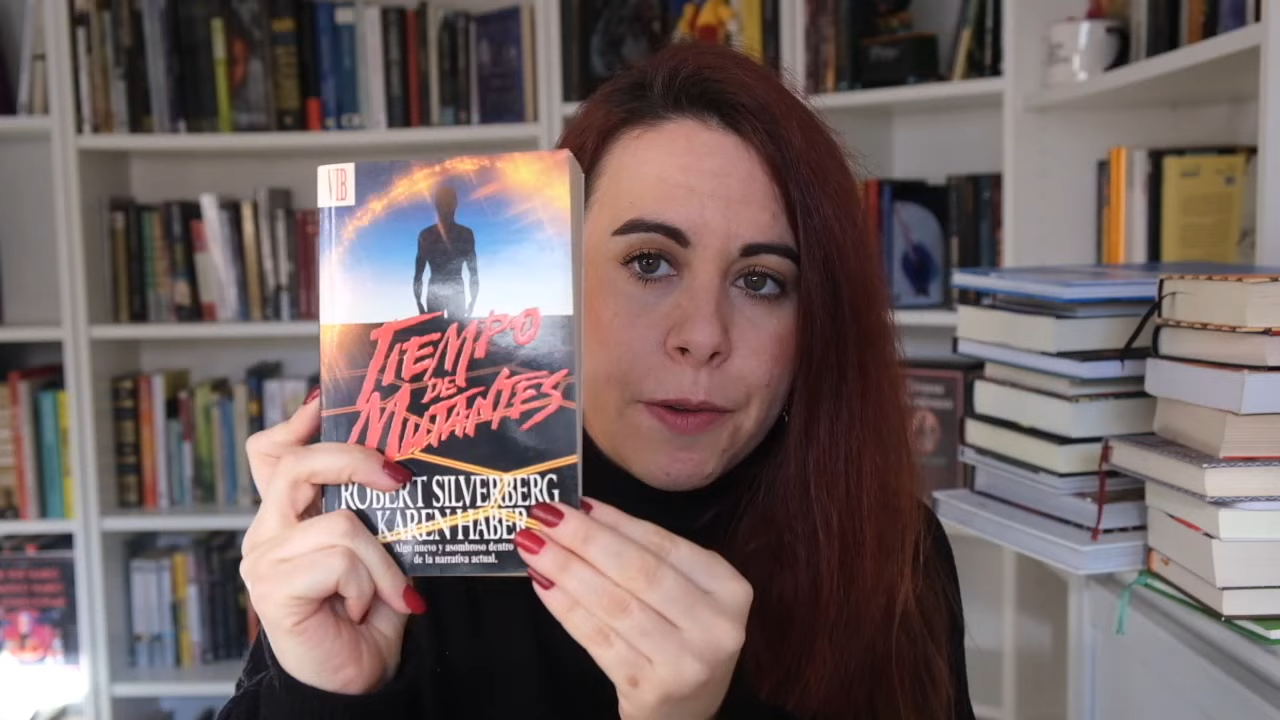 VIB
TIEMPO
DE
MUTANTES
ROBERT SILVERBERG
KAREN HABER
Algo nuevo y asombroso dentro
de la narrativa actual.